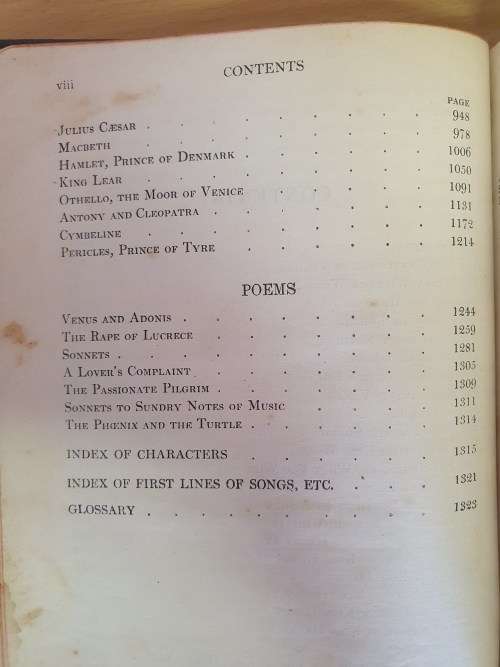 viii
CONTENTS
PAGE
Julius Cæsar . . . . . . . . 948
Macbeth . . . . . . . . 978
Hamlet, Prince of Denmark . . . . . . 1006
King Lear . . . . . . . . 1050
Othello, the Moor of Venice . . . . . 1091
Antony and Cleopatra . . . . . . . 1131
Cymbeline . . . . . . . . 1172
Pericles, Prince of Tyre . . . . . . 1214
POEMS
Venus and Adonis . . . . . . . . 1244
The Rape of Lucrece . . . . . . . 1259
Sonnets . . . . . . . . . 1281
A Lover's Complaint . . . . . . . 1305
The Passionate Pilgrim . . . . . . . 1309
Sonnets to Sundry Notes of Music . . . . 1311
The Phœnix and the Turtle . . . . . . 1314
INDEX OF CHARACTERS . . . . . . 1315
INDEX OF FIRST LINES OF SONGS, ETC. . . . 1321
GLOSSARY . . . . . . . . 1323